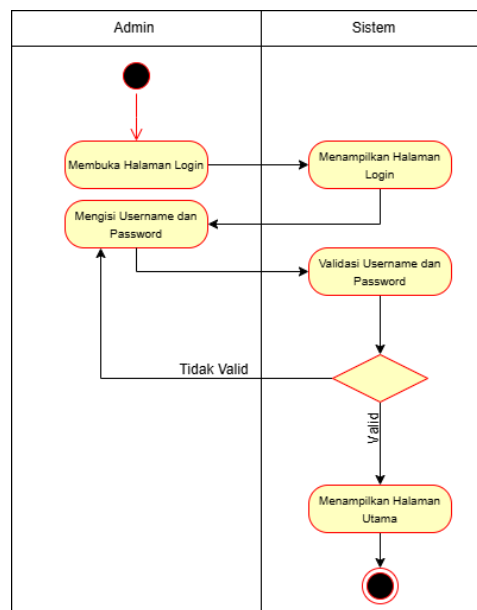 Admin
Sistem
Membuka Halaman Login
Menampilkan Halaman
Login
Mengisi Username dan
Password
Validasi Username dan
Password
Tidak Valid
Valid
Menampilkan Halaman
Utama